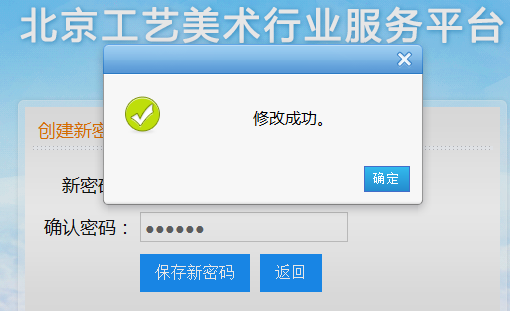 北京工艺美术行业服务平台
修改成功。
确定
创建新密
新密码
确认密码：
●●●●●●
保存新密码
返回